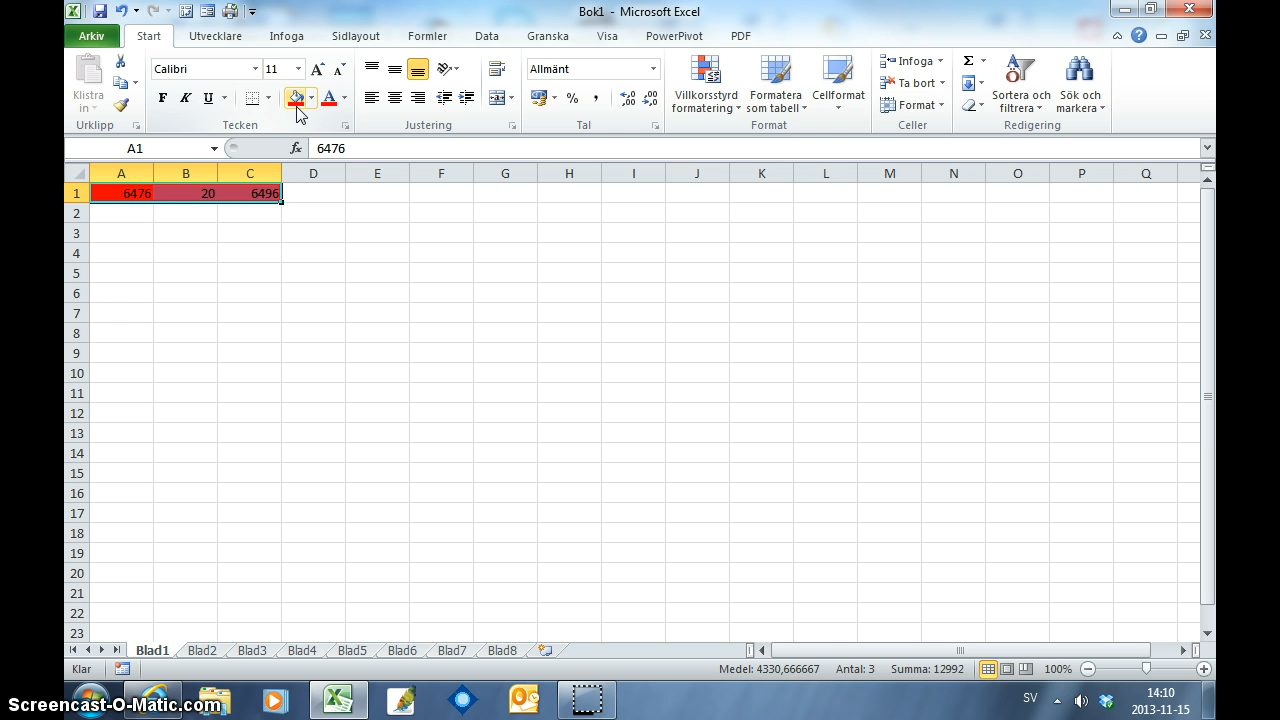 Bok1 - Microsoft Excel
Arkiv Start Utvecklare Infoga Sidlayout Formler Data Granska Visa PowerPivot PDF
Klistra in
Urklipp
Calibri 11
F K U A
Tecken
Justering
Allmänt
% ,
Tal
Villkorsstyrd formatering
Formatera som tabell
Cellformat
Format
Infoga
Ta bort
Format
Celler
Σ
Sortera och filtrera
Sök och markera
Redigering
A1 fx 6476
A B C D E F G H I J K L M N O P Q
1 6476 20 6496
2
3
4
5
6
7
8
9
10
11
12
13
14
15
16
17
18
19
20
21
22
23
Blad1 Blad2 Blad3 Blad4 Blad5 Blad6 Blad7 Blad8
Klar Medel: 4330,666667 Antal: 3 Summa: 12992 100%
Screencast-O-Matic.com
SV 14:10
2013-11-15